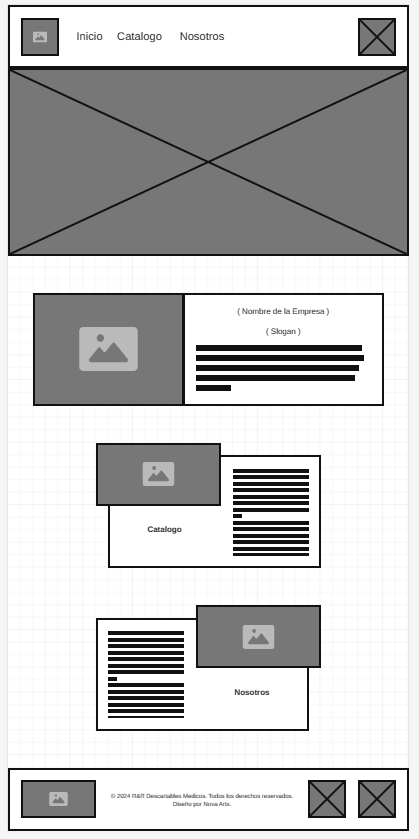 Inicio Catalogo Nosotros
( Nombre de la Empresa )
( Slogan )
Catalogo
Nosotros
© 2024 R&R Descartables Medicos. Todos los derechos reservados.
Diseño por Nova Arts.